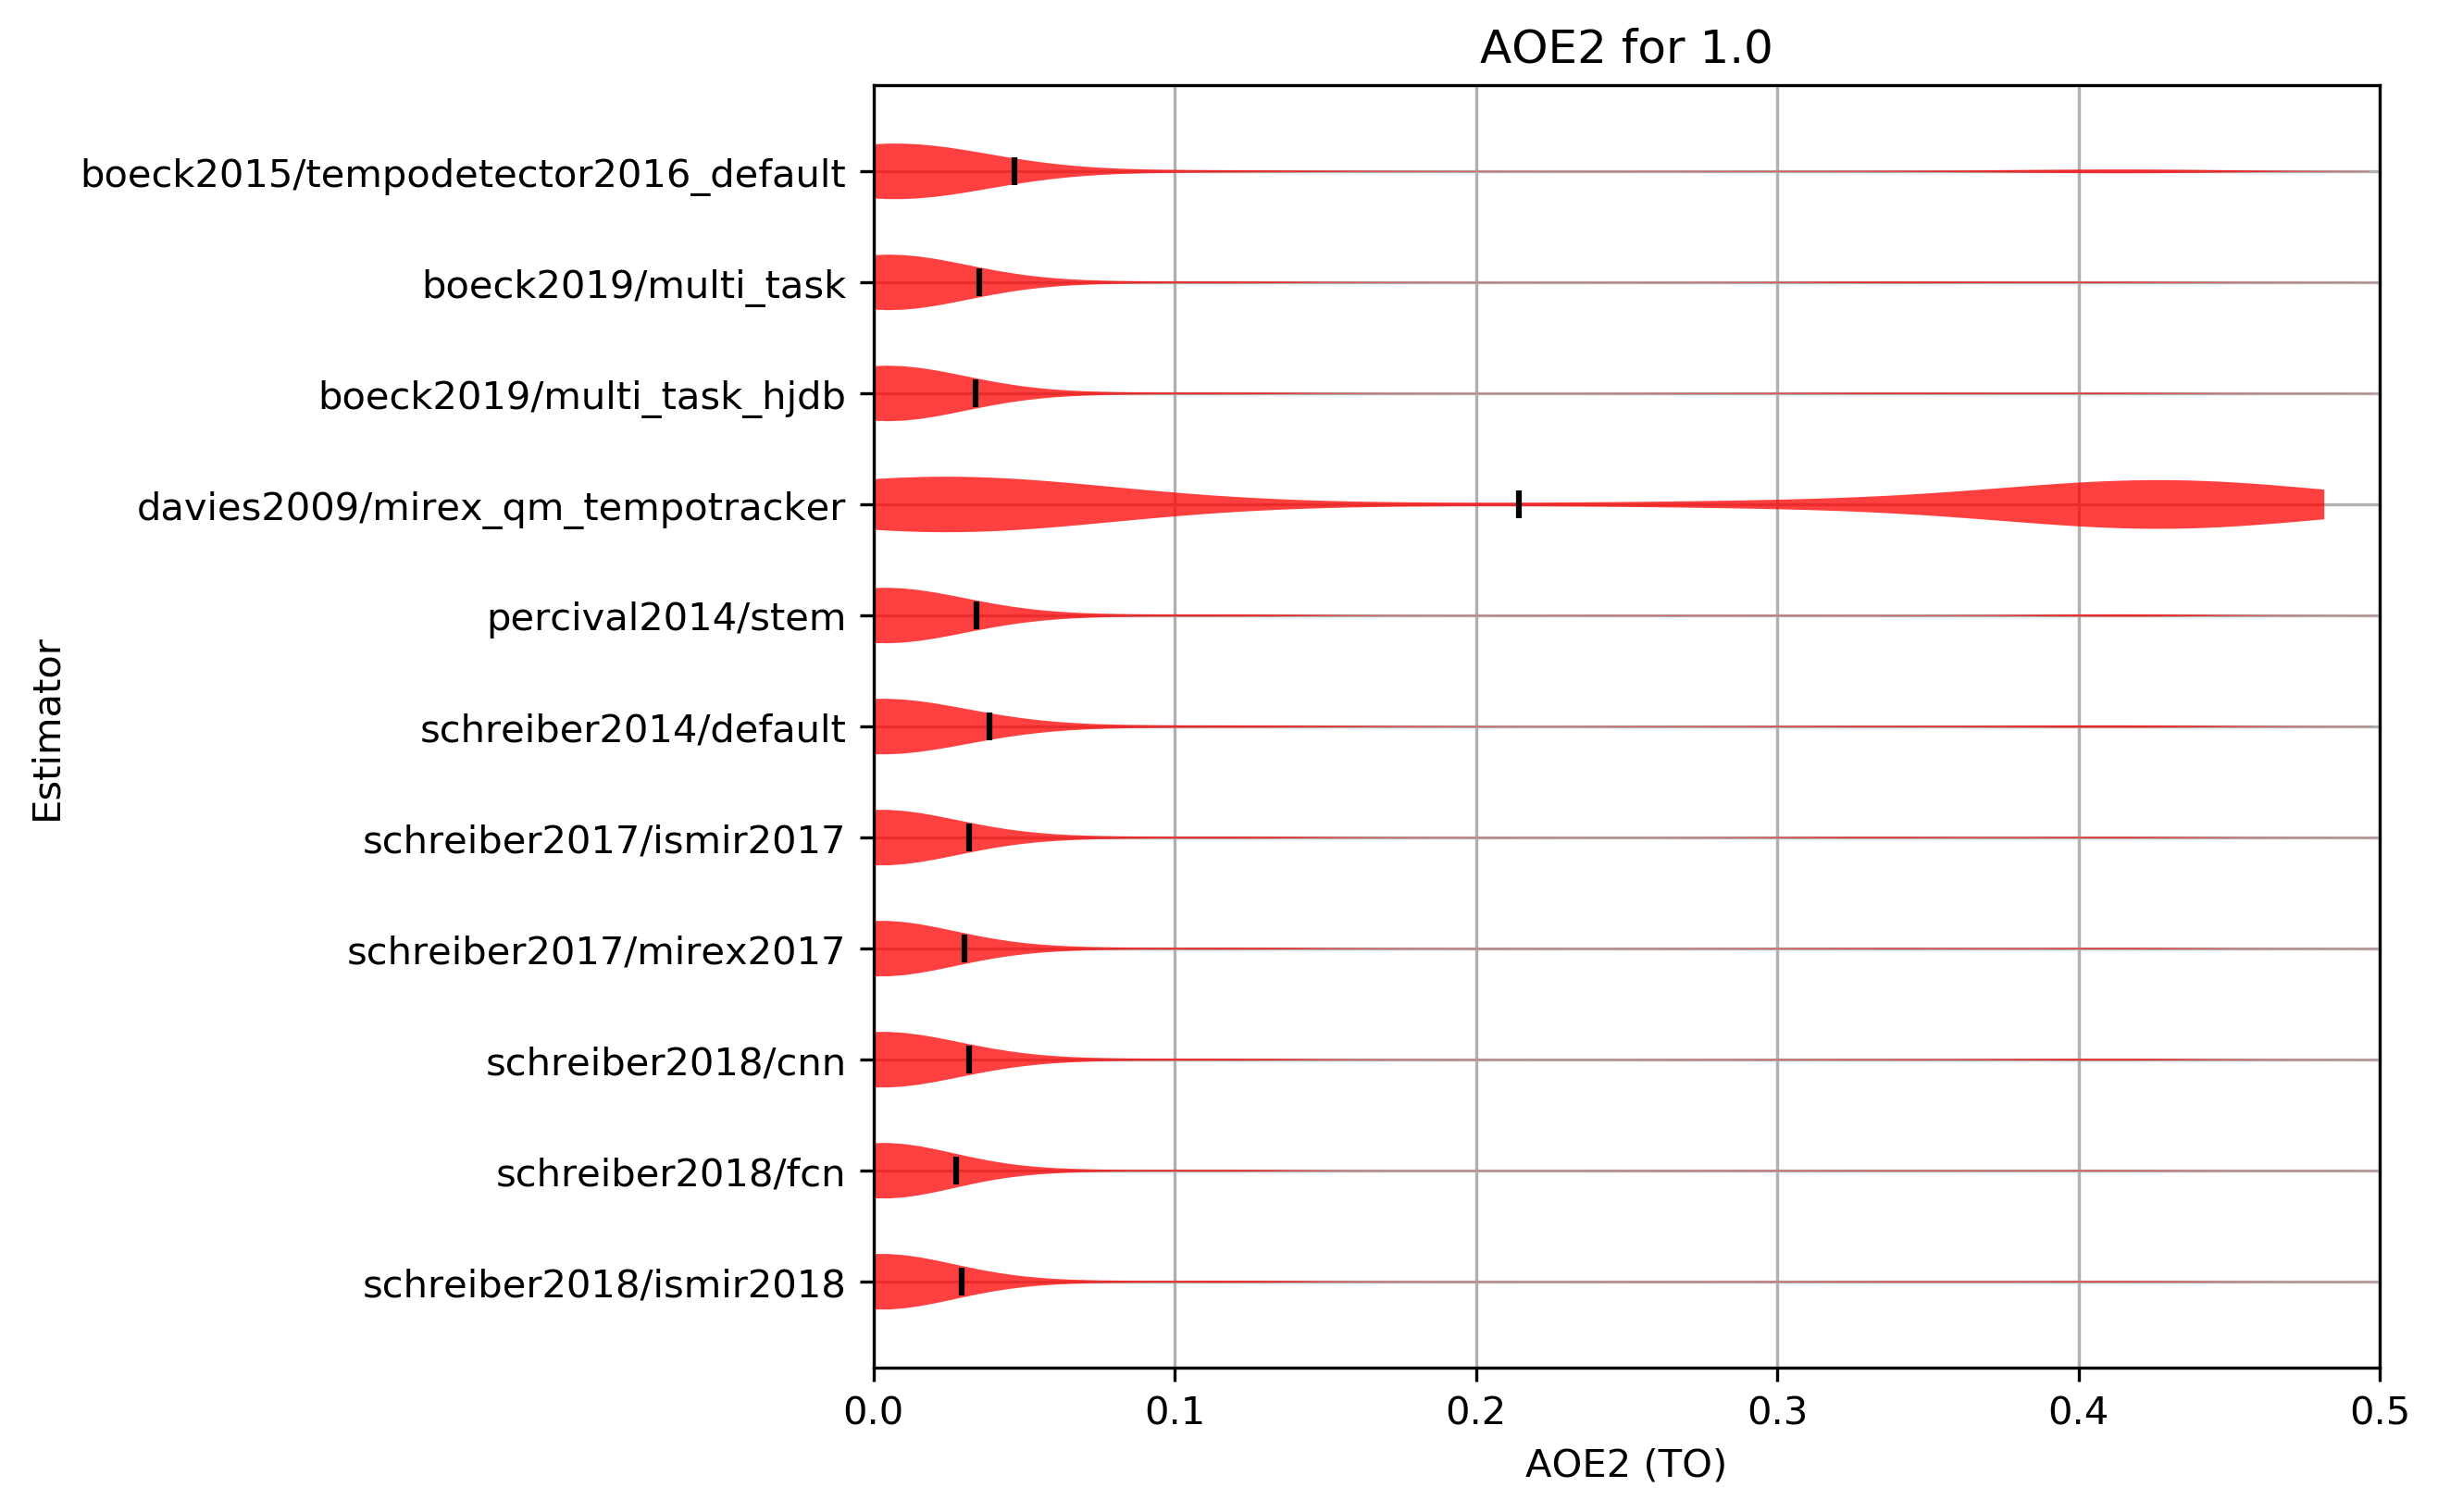 AOE2 for 1.0
boeck2015/tempodetector2016_default
boeck2019/multi_task
boeck2019/multi_task_hjdb
davies2009/mirex_qm_tempotracker
percival2014/stem
schreiber2014/default
schreiber2017/ismir2017
schreiber2017/mirex2017
schreiber2018/cnn
schreiber2018/fcn
schreiber2018/ismir2018
Estimator
0.0 0.1 0.2 0.3 0.4 0.5
AOE2 (TO)